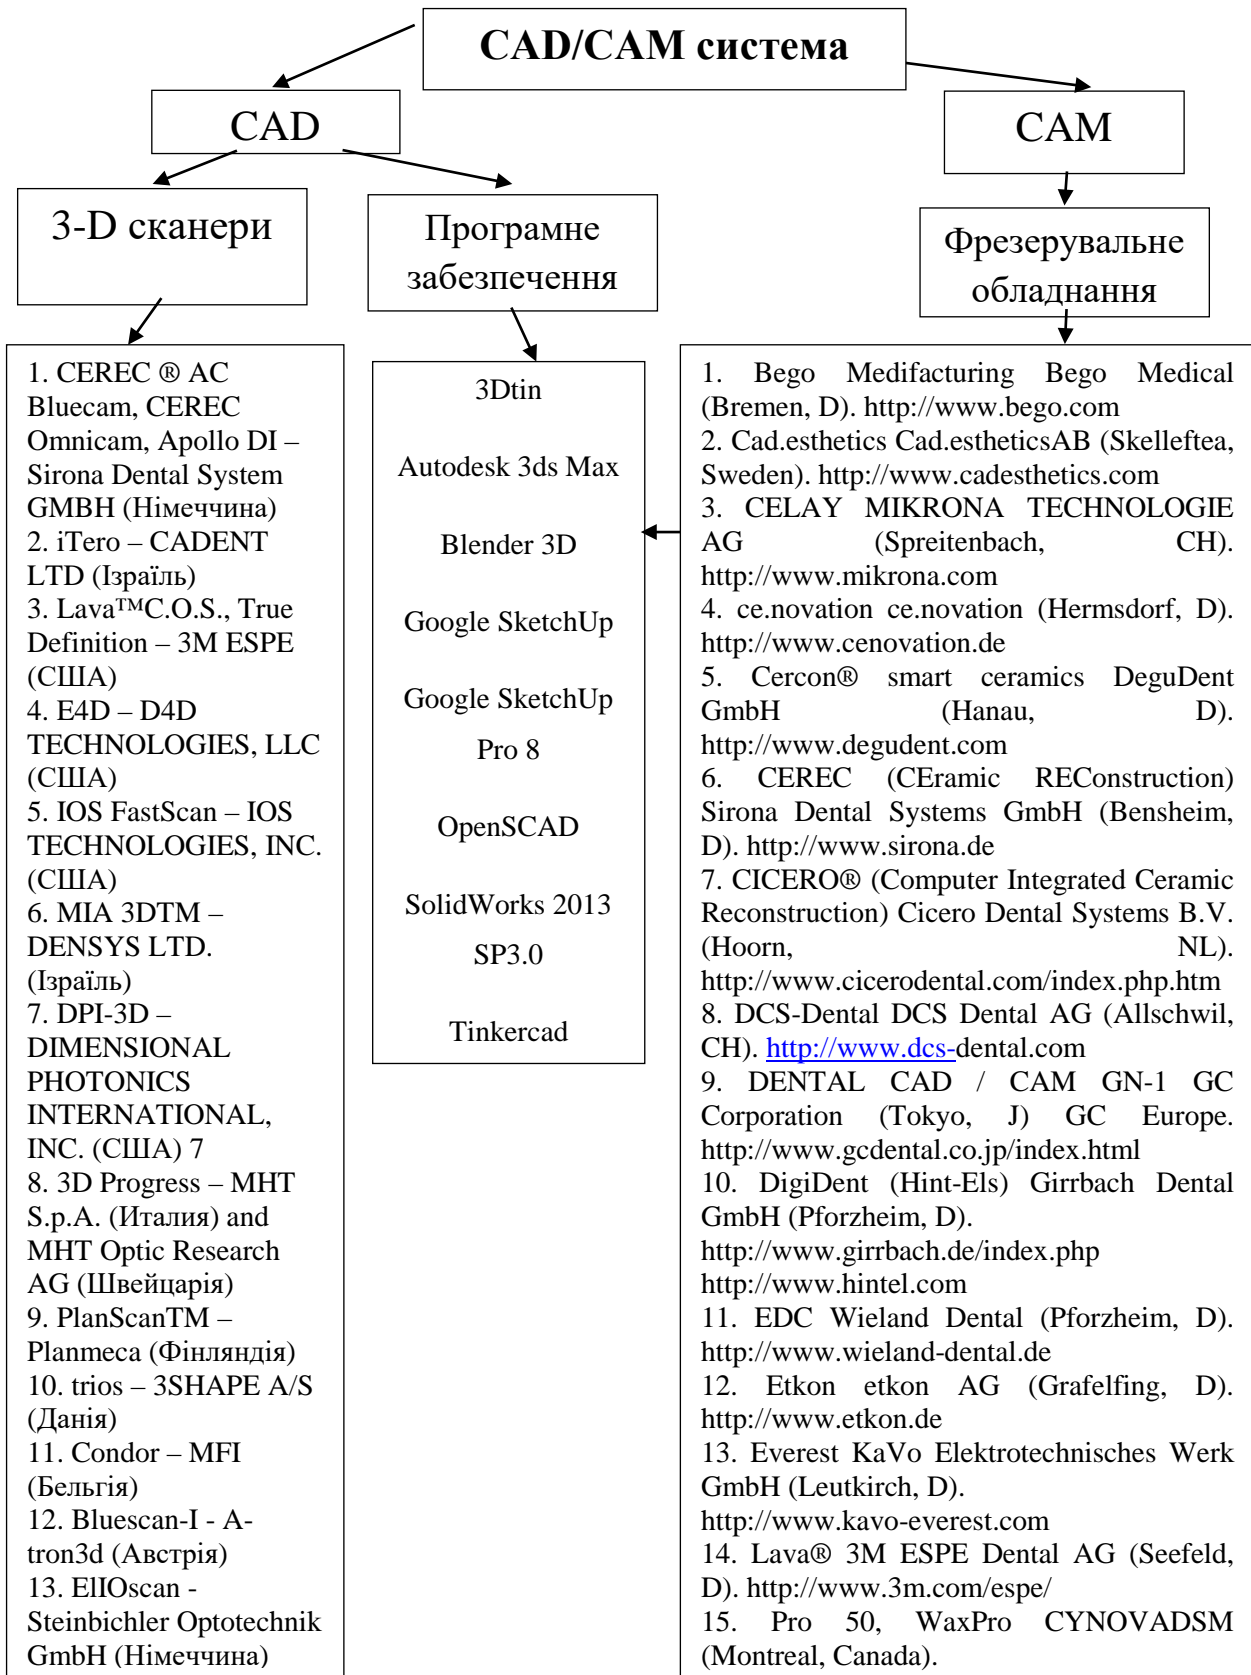 CAD/CAM система
CAD
CAM
3-D сканери
Програмне
забезпечення
Фрезерувальне
обладнання
1. CEREC ® AC
Bluecam, CEREC
Omnicam, Apollo DI –
Sirona Dental System
GMBH (Німеччина)
2. iTero – CADENT
LTD (Ізраїль)
3. Lava™C.O.S., True
Definition – 3M ESPE
(США)
4. E4D – D4D
TECHNOLOGIES, LLC
(США)
5. IOS FastScan – IOS
TECHNOLOGIES, INC.
(США)
6. MIA 3DTM –
DENSYS LTD.
(Ізраїль)
7. DPI-3D –
DIMENSIONAL
PHOTONICS
INTERNATIONAL,
INC. (США) 7
8. 3D Progress – MHT
S.p.A. (Италия) and
MHT Optic Research
AG (Швейцарія)
9. PlanScanTM –
Planmeca (Фінляндія)
10. trios – 3SHAPE A/S
(Данія)
11. Condor – MFI
(Бельгія)
12. Bluescan-I - A-
tron3d (Австрія)
13. ElIOscan -
Steinbichler Optotechnik
GmbH (Німеччина)
3Dtin
Autodesk 3ds Max
Blender 3D
Google SketchUp
Google SketchUp
Pro 8
OpenSCAD
SolidWorks 2013
SP3.0
Tinkercad
1. Bego Medifacturing Bego Medical
(Bremen, D). http://www.bego.com
2. Cad.esthetics Cad.estheticsAB (Skelleftea,
Sweden). http://www.cadesthetics.com
3. CELAY MIKRONA TECHNOLOGIE
AG (Spreitenbach, CH).
http://www.mikrona.com
4. ce.novation ce.novation (Hermsdorf, D).
http://www.cenovation.de
5. Cercon® smart ceramics DeguDent
GmbH (Hanau, D).
http://www.degudent.com
6. CEREC (CEramic REConstruction)
Sirona Dental Systems GmbH (Bensheim,
D). http://www.sirona.de
7. CICERO® (Computer Integrated Ceramic
Reconstruction) Cicero Dental Systems B.V.
(Hoorn, NL).
http://www.cicerodental.com/index.php.htm
8. DCS-Dental DCS Dental AG (Allschwil,
CH). http://www.dcs-dental.com
9. DENTAL CAD / CAM GN-1 GC
Corporation (Tokyo, J) GC Europe.
http://www.gcdental.co.jp/index.html
10. DigiDent (Hint-Els) Girrbach Dental
GmbH (Pforzheim, D).
http://www.girrbach.de/index.php
http://www.hintel.com
11. EDC Wieland Dental (Pforzheim, D).
http://www.wieland-dental.de
12. Etkon etkon AG (Grafelfing, D).
http://www.etkon.de
13. Everest KaVo Elektrotechnisches Werk
GmbH (Leutkirch, D).
http://www.kavo-everest.com
14. Lava® 3M ESPE Dental AG (Seefeld,
D). http://www.3m.com/espe/
15. Pro 50, WaxPro CYNOVADSM
(Montreal, Canada).